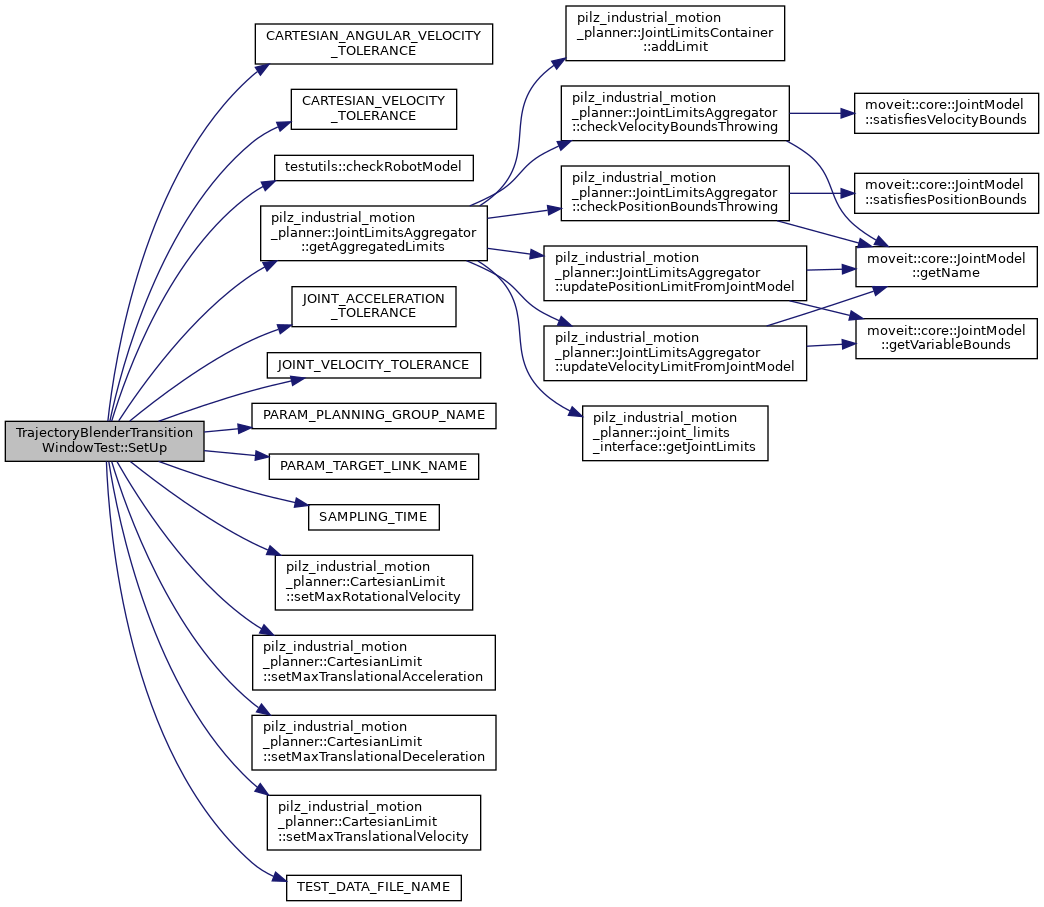 TrajectoryBlenderTransition
WindowTest::SetUp
CARTESIAN_ANGULAR_VELOCITY
_TOLERANCE
CARTESIAN_VELOCITY
_TOLERANCE
testutils::checkRobotModel
pilz_industrial_motion
_planner::JointLimitsAggregator
::getAggregatedLimits
JOINT_ACCELERATION
_TOLERANCE
JOINT_VELOCITY_TOLERANCE
PARAM_PLANNING_GROUP_NAME
PARAM_TARGET_LINK_NAME
SAMPLING_TIME
pilz_industrial_motion
_planner::CartesianLimit
::setMaxRotationalVelocity
pilz_industrial_motion
_planner::CartesianLimit
::setMaxTranslationalAcceleration
pilz_industrial_motion
_planner::CartesianLimit
::setMaxTranslationalDeceleration
pilz_industrial_motion
_planner::CartesianLimit
::setMaxTranslationalVelocity
TEST_DATA_FILE_NAME
pilz_industrial_motion
_planner::JointLimitsContainer
::addLimit
pilz_industrial_motion
_planner::JointLimitsAggregator
::checkVelocityBoundsThrowing
pilz_industrial_motion
_planner::JointLimitsAggregator
::checkPositionBoundsThrowing
pilz_industrial_motion
_planner::JointLimitsAggregator
::updatePositionLimitFromJointModel
pilz_industrial_motion
_planner::JointLimitsAggregator
::updateVelocityLimitFromJointModel
pilz_industrial_motion
_planner::joint_limits
_interface::getJointLimits
moveit::core::JointModel
::satisfiesVelocityBounds
moveit::core::JointModel
::satisfiesPositionBounds
moveit::core::JointModel
::getName
moveit::core::JointModel
::getVariableBounds